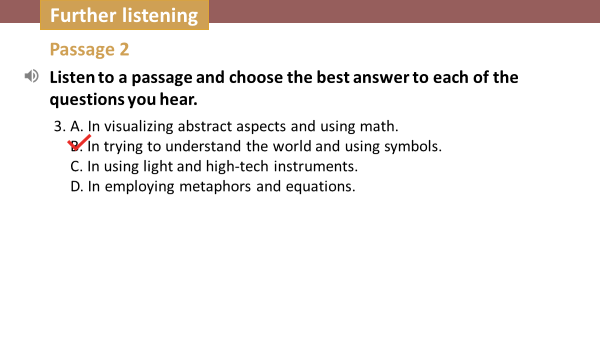 Further listening
Passage 2
Listen to a passage and choose the best answer to each of the
questions you hear.
3. A. In visualizing abstract aspects and using math.
B. In trying to understand the world and using symbols.
C. In using light and high-tech instruments.
D. In employing metaphors and equations.